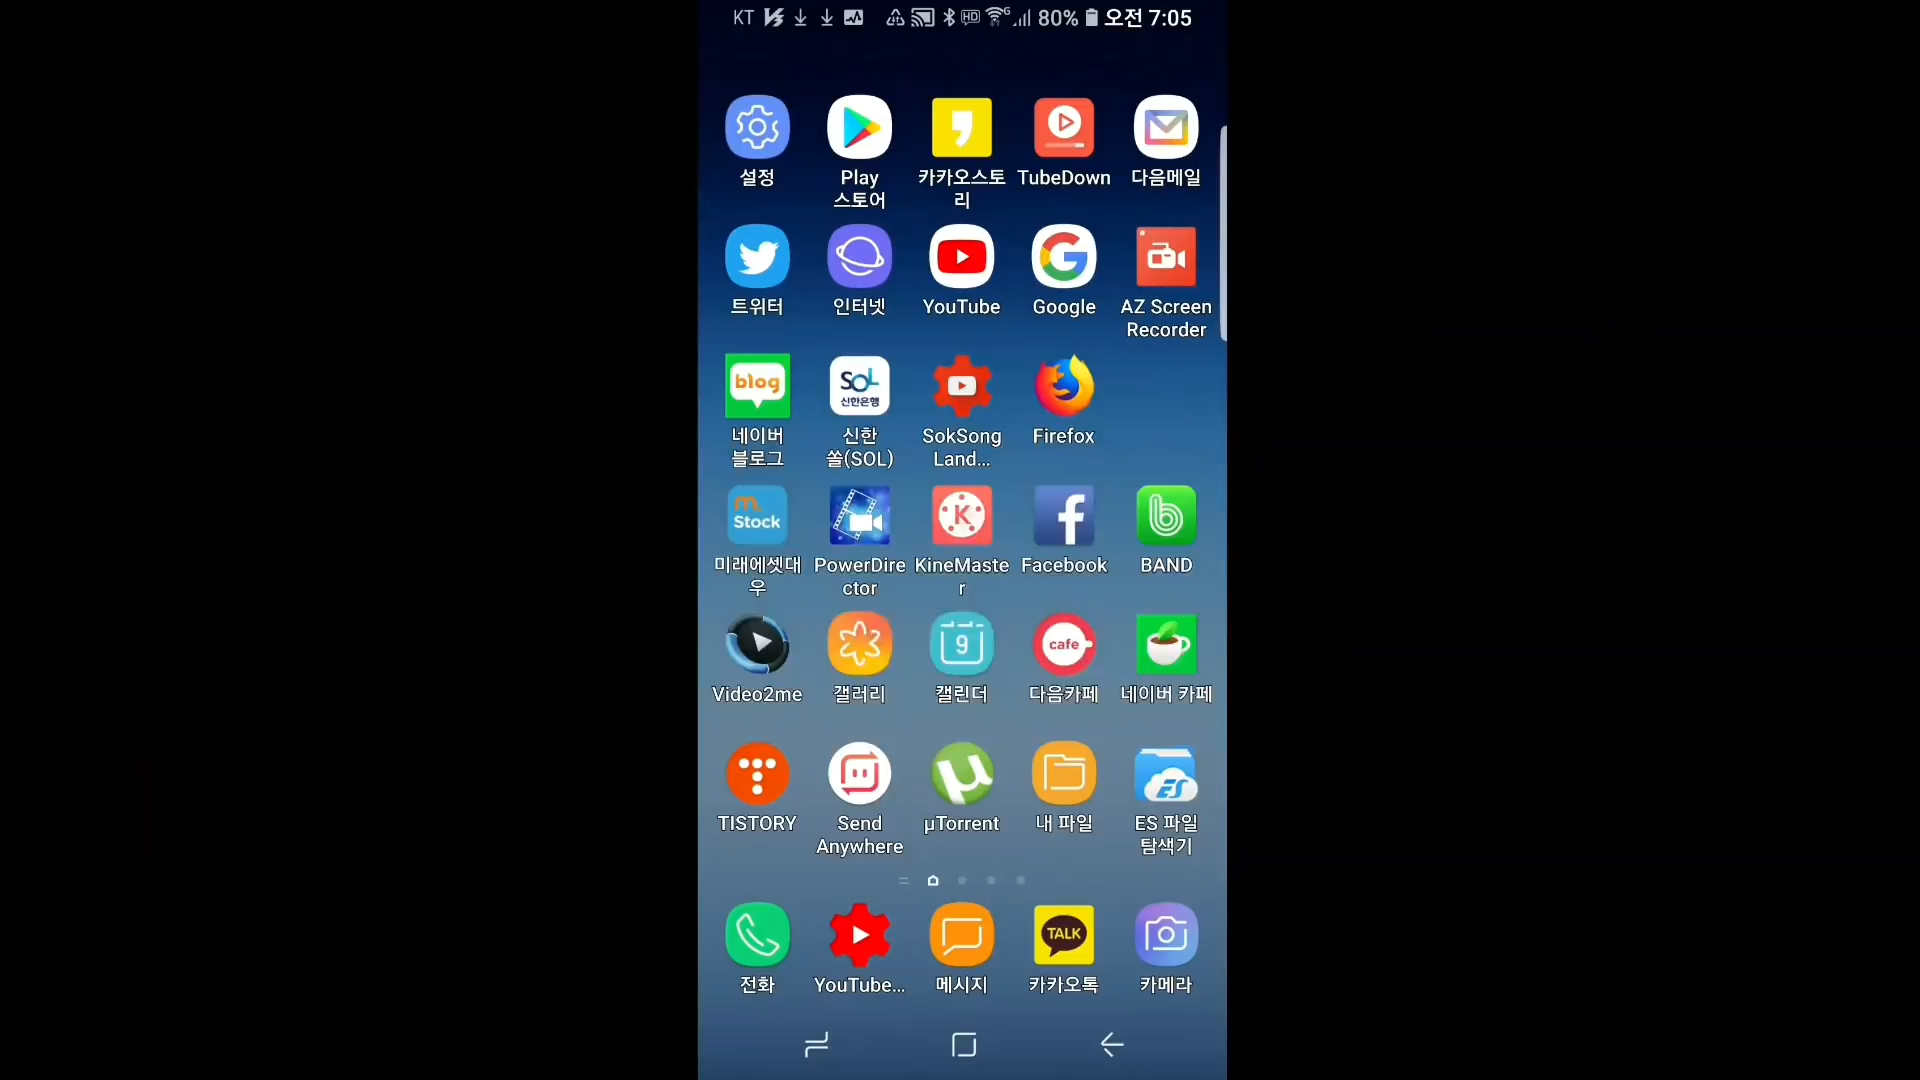 KT HD 80% 오전 7:05
설정 Play 카카오스토 TubeDown 다음메일
스토어 리
트위터 인터넷 YouTube Google AZ Screen
Recorder
blog SOL
신한은행
네이버 신한 SokSong Firefox
블로그 쏠(SOL) Land...
m.
Stock K f b
미래에셋대 PowerDire KineMaste Facebook BAND
우 ctor r
9 cafe
Video2me 갤러리 캘린더 다음카페 네이버 카페
T µ ES
TISTORY Send µTorrent 내 파일 ES 파일
Anywhere 탐색기
TALK
전화 YouTube... 메시지 카카오톡 카메라